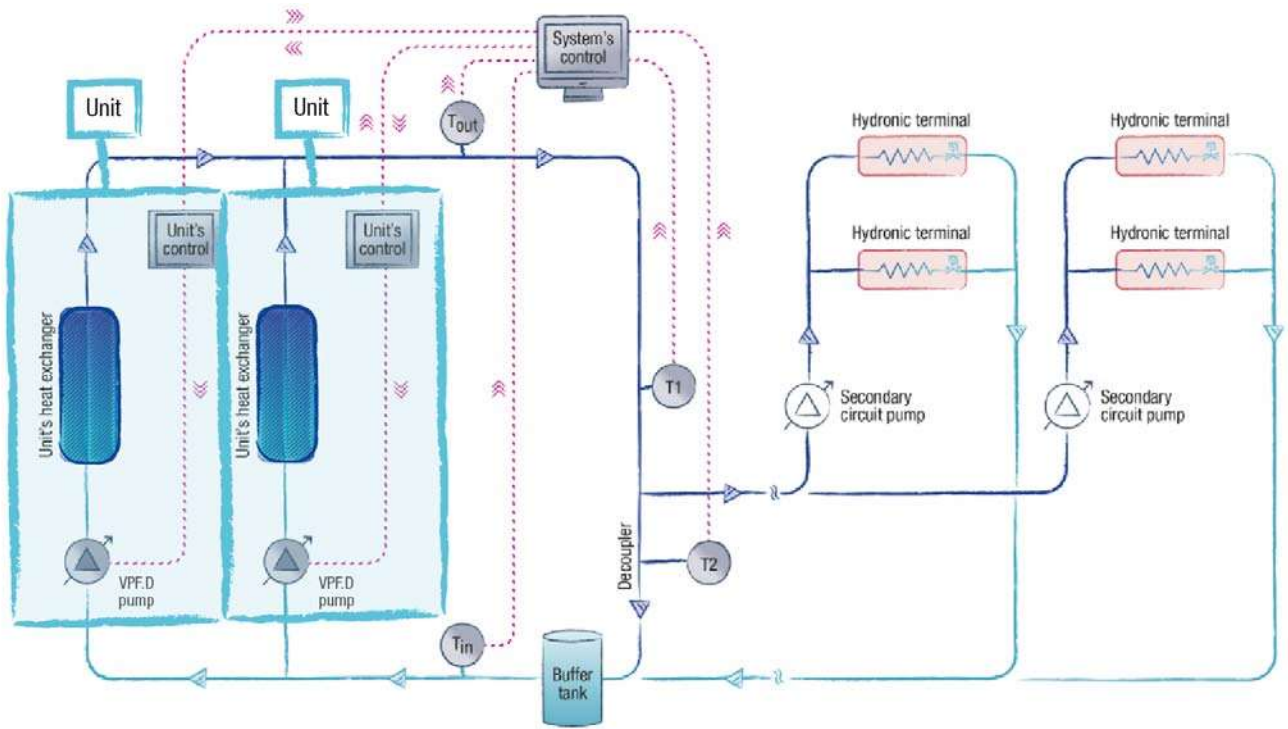 System's
control
Unit
Unit
Tout
Hydronic terminal
Hydronic terminal
Unit's
control
Unit's
control
Hydronic terminal
Hydronic terminal
Unit's heat exchanger
Unit's heat exchanger
T1
Secondary
circuit pump
Secondary
circuit pump
Decoupler
T2
VPF.D
pump
VPF.D
pump
Tin
Buffer
tank